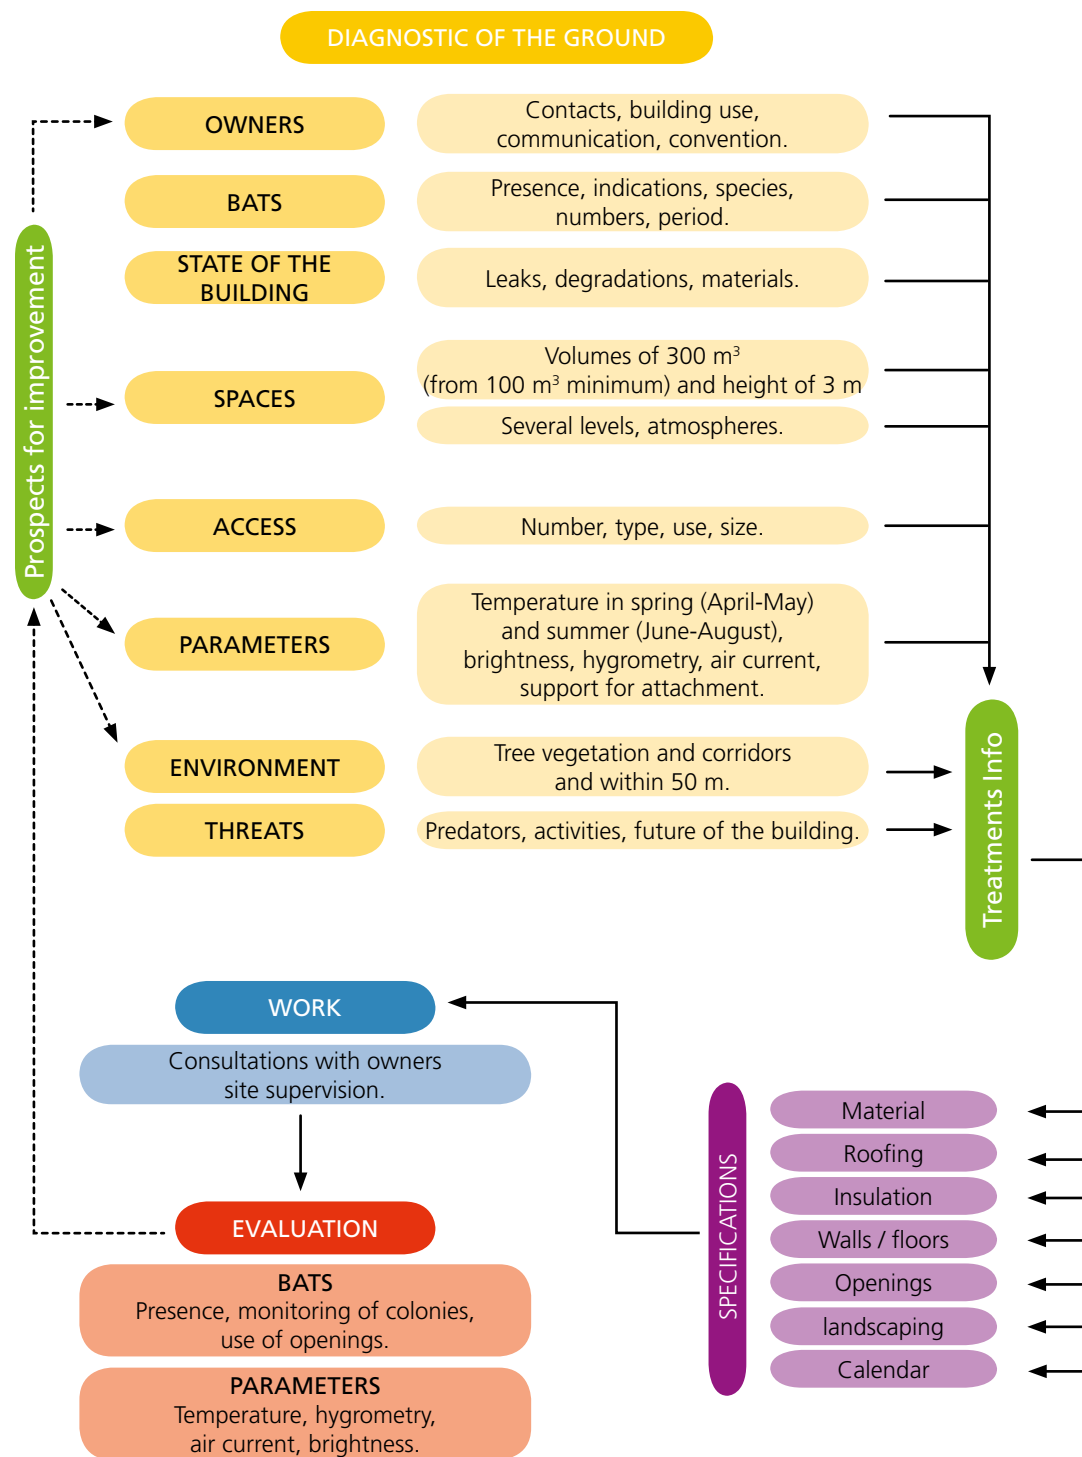 DIAGNOSTIC OF THE GROUND
Prospects for improvement
OWNERS
Contacts, building use,
communication, convention.
BATS
Presence, indications, species,
numbers, period.
STATE OF THE
BUILDING
Leaks, degradations, materials.
SPACES
Volumes of 300 m³
(from 100 m³ minimum) and height of 3 m
Several levels, atmospheres.
ACCESS
Number, type, use, size.
PARAMETERS
Temperature in spring (April-May)
and summer (June-August),
brightness, hygrometry, air current,
support for attachment.
ENVIRONMENT
Tree vegetation and corridors
and within 50 m.
THREATS
Predators, activities, future of the building.
Treatments Info
WORK
Consultations with owners
site supervision.
EVALUATION
BATS
Presence, monitoring of colonies,
use of openings.
PARAMETERS
Temperature, hygrometry,
air current, brightness.
SPECIFICATIONS
Material
Roofing
Insulation
Walls / floors
Openings
landscaping
Calendar